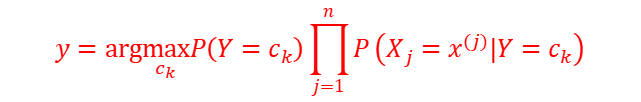 y = argmax_{c_k} P(Y = c_k) ∏_{j=1}^{n} P(X_j = x^{(j)}|Y = c_k)